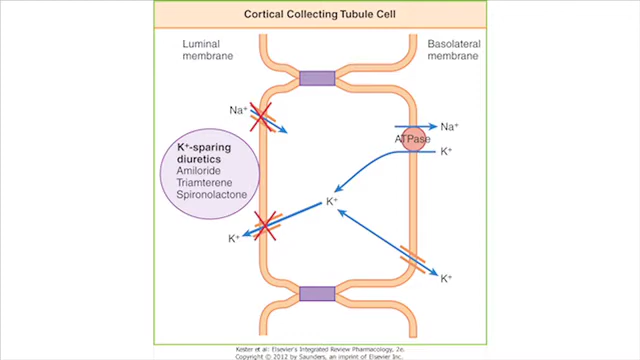 Cortical Collecting Tubule Cell
Luminal
membrane
Basolateral
membrane
Na⁺
Na⁺
ATPase
K⁺
K⁺-sparing
diuretics
Amiloride
Triamterene
Spironolactone
K⁺
K⁺
K⁺
Kester et al: Elsevier's Integrated Review Pharmacology, 2e.
Copyright © 2012 by Saunders, an imprint of Elsevier Inc.